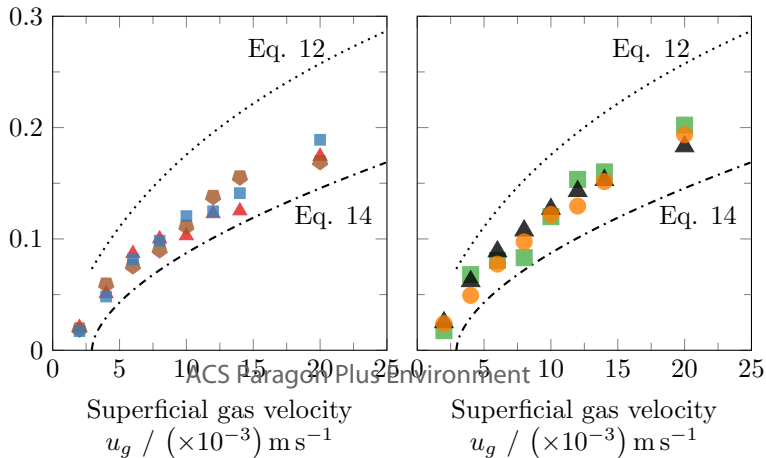 0.3
0.2
0.1
0
Eq. 12
Eq. 14
Eq. 12
Eq. 14
0 5 10 15 20 25
0 5 10 15 20 25
ACS Paragon Plus Environment
Superficial gas velocity
u_g / (×10⁻³) m s⁻¹
Superficial gas velocity
u_g / (×10⁻³) m s⁻¹